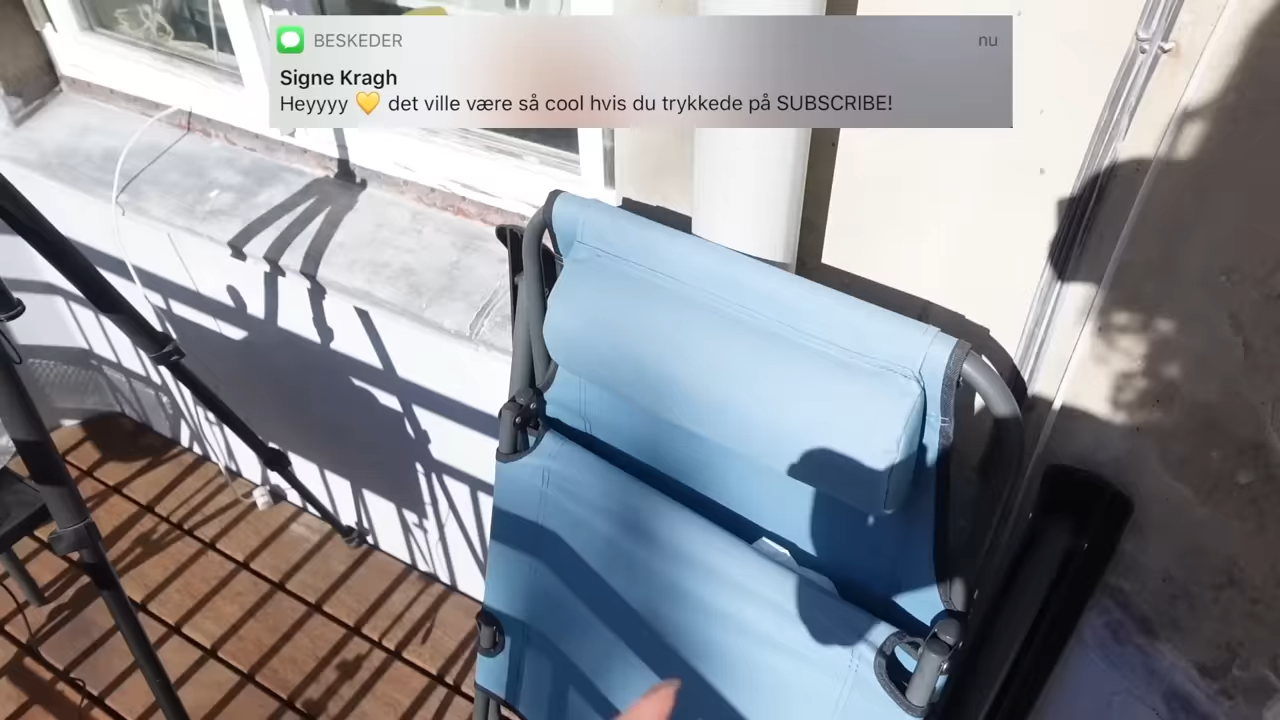 BESKEDER
nu
Signe Kragh
Heyyyy 💛 det ville være så cool hvis du trykkede på SUBSCRIBE!